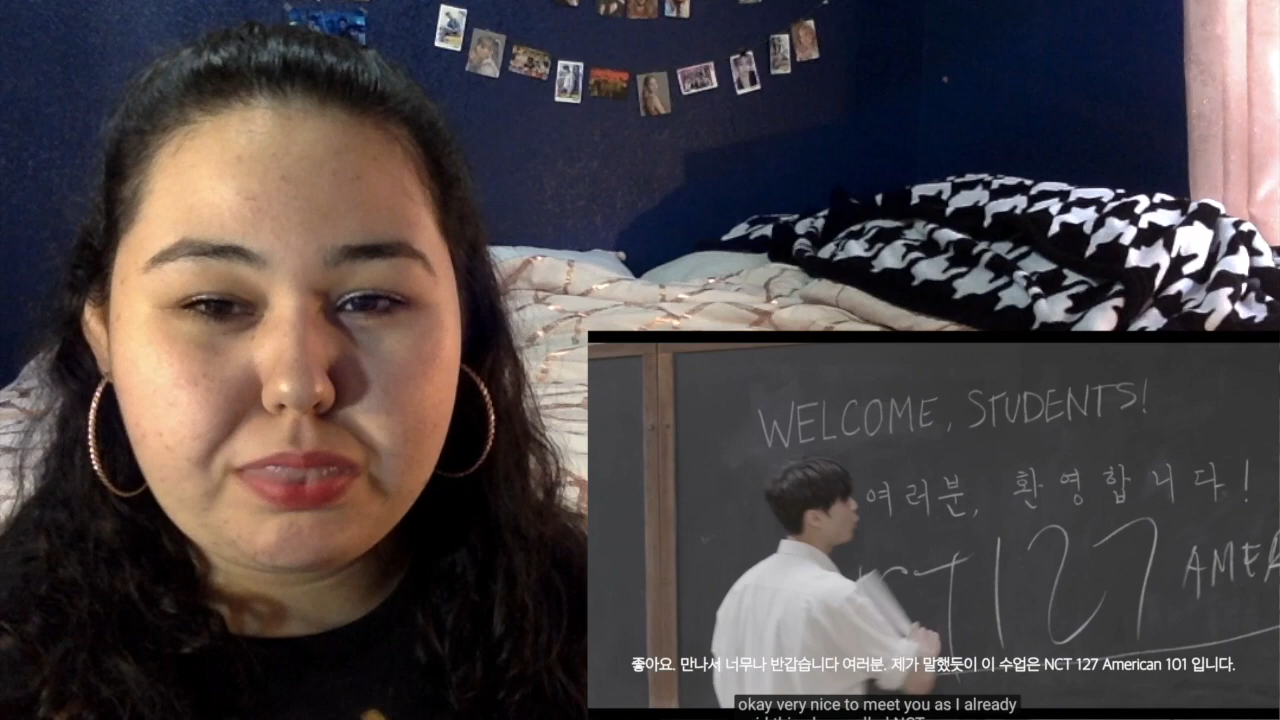 WELCOME, STUDENTS!
여러분, 환영합니다!
127 AMER
좋아요. 만나서 너무나 반갑습니다 여러분. 제가 말했듯이 이 수업은 NCT 127 American 101 입니다.
okay very nice to meet you as I already